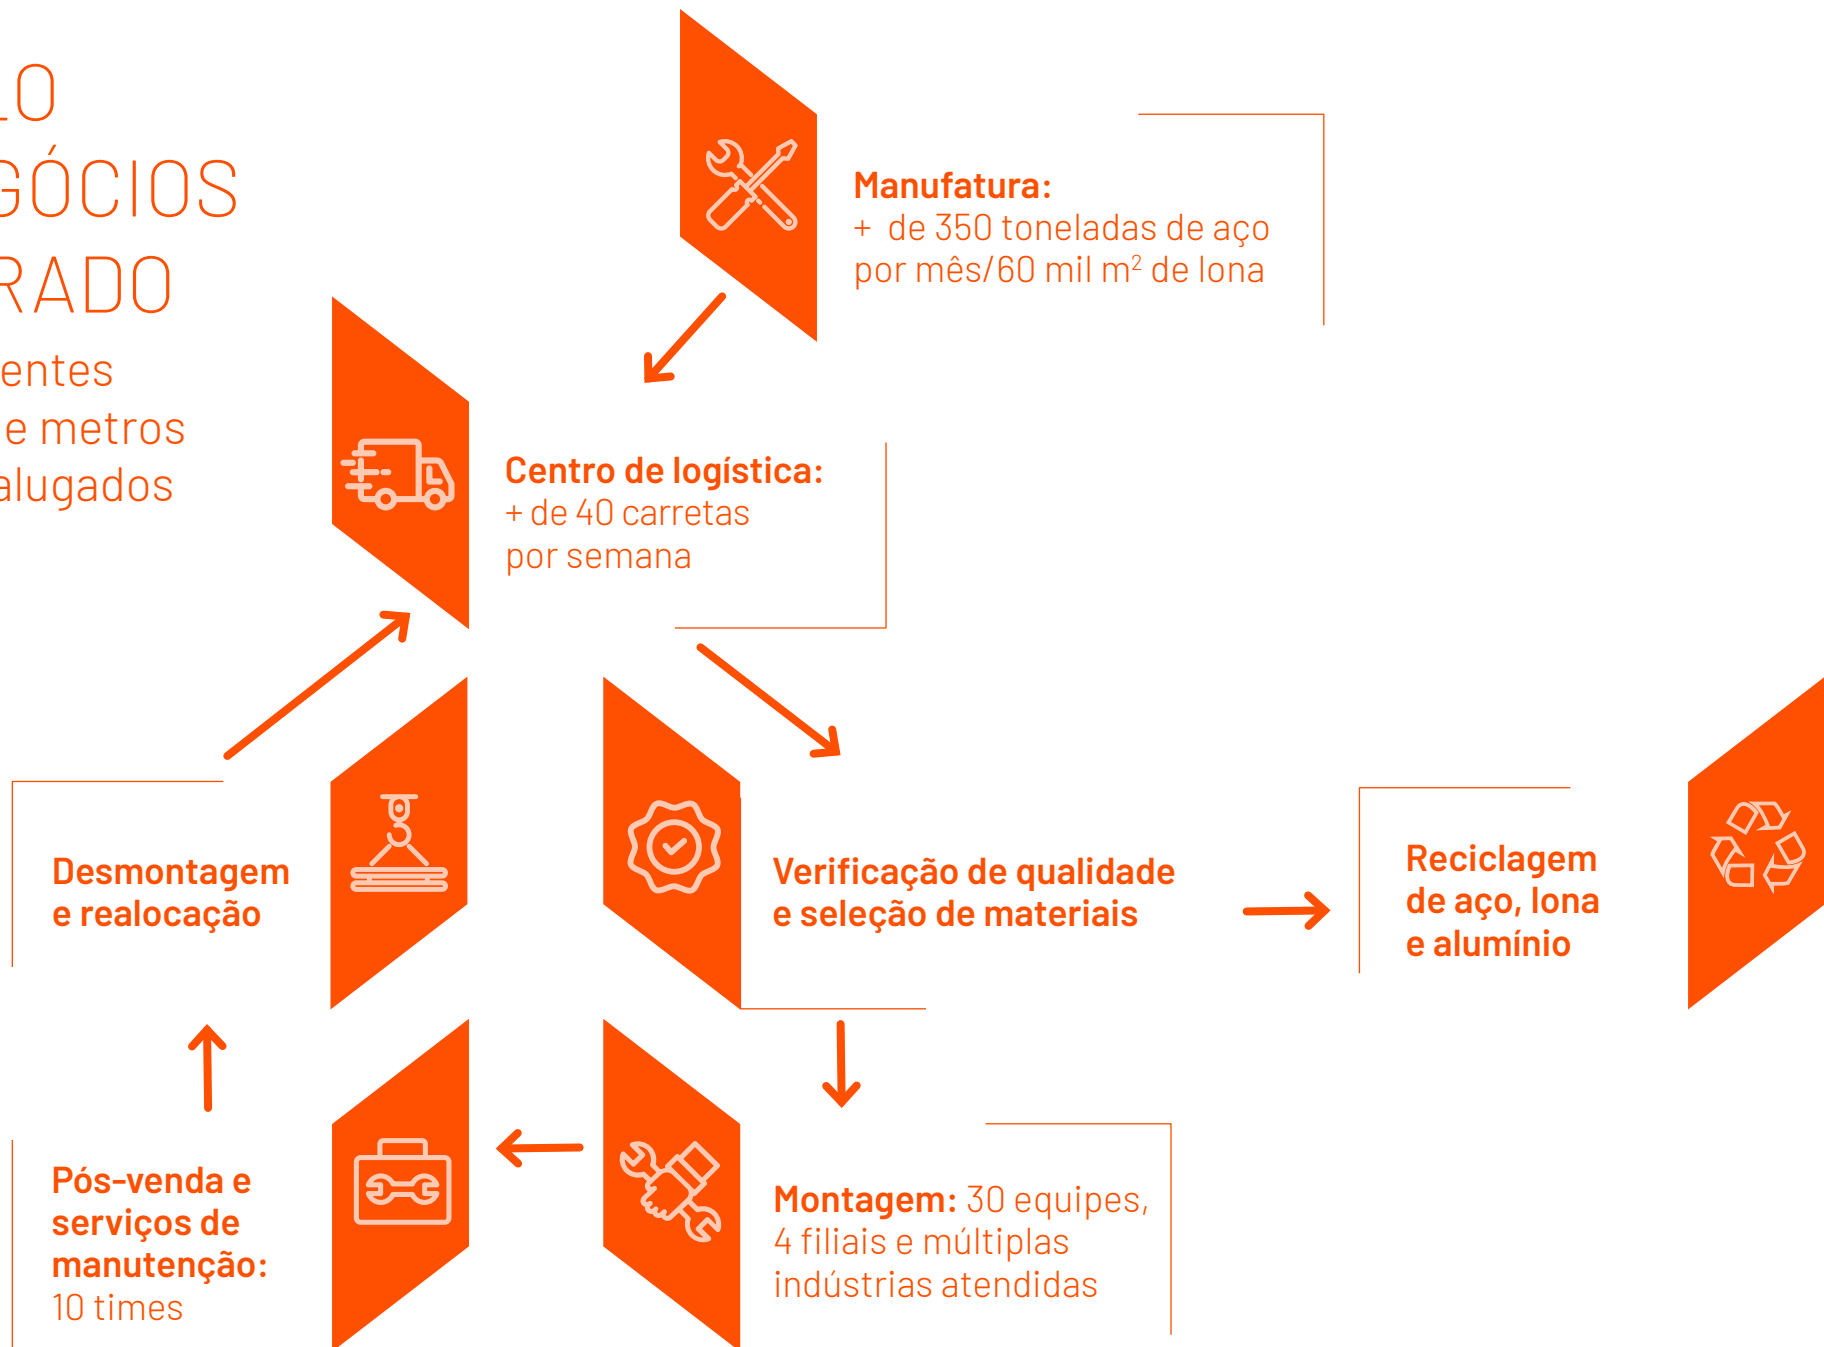 LO
GÓCIOS
RADO
entes
e metros
alugados
Manufatura:
+ de 350 toneladas de aço
por mês/60 mil m² de lona
Centro de logística:
+ de 40 carretas
por semana
Desmontagem
e realocação
Verificação de qualidade
e seleção de materiais
Reciclagem
de aço, lona
e alumínio
Pós-venda e
serviços de
manutenção:
10 times
Montagem: 30 equipes,
4 filiais e múltiplas
indústrias atendidas